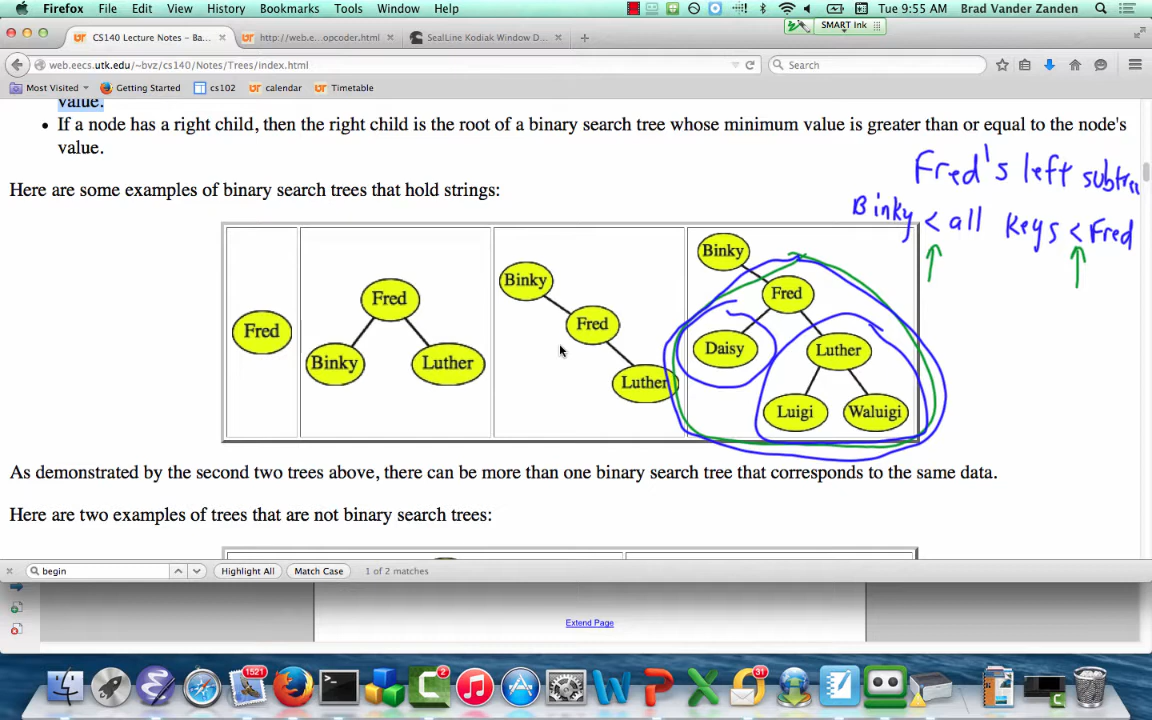 Firefox File Edit View History Bookmarks Tools Window Help Tue 9:55 AM Brad Vander Zanden
SMART Ink
CS140 Lecture Notes – Ba... http://web.e...opcoder.html SealLine Kodiak Window D...
web.eecs.utk.edu/~bvz/cs140/Notes/Trees/index.html Search
Most Visited Getting Started cs102 calendar Timetable
value.
• If a node has a right child, then the right child is the root of a binary search tree whose minimum value is greater than or equal to the node's
value.
Fred's left subtree
Here are some examples of binary search trees that hold strings:
Binky < all keys < Fred
Fred
Fred
Binky Luther
Binky
Fred
Luther
Binky
Fred
Daisy Luther
Luigi Waluigi
As demonstrated by the second two trees above, there can be more than one binary search tree that corresponds to the same data.
Here are two examples of trees that are not binary search trees:
begin Highlight All Match Case 1 of 2 matches
Extend Page
1521 2 31